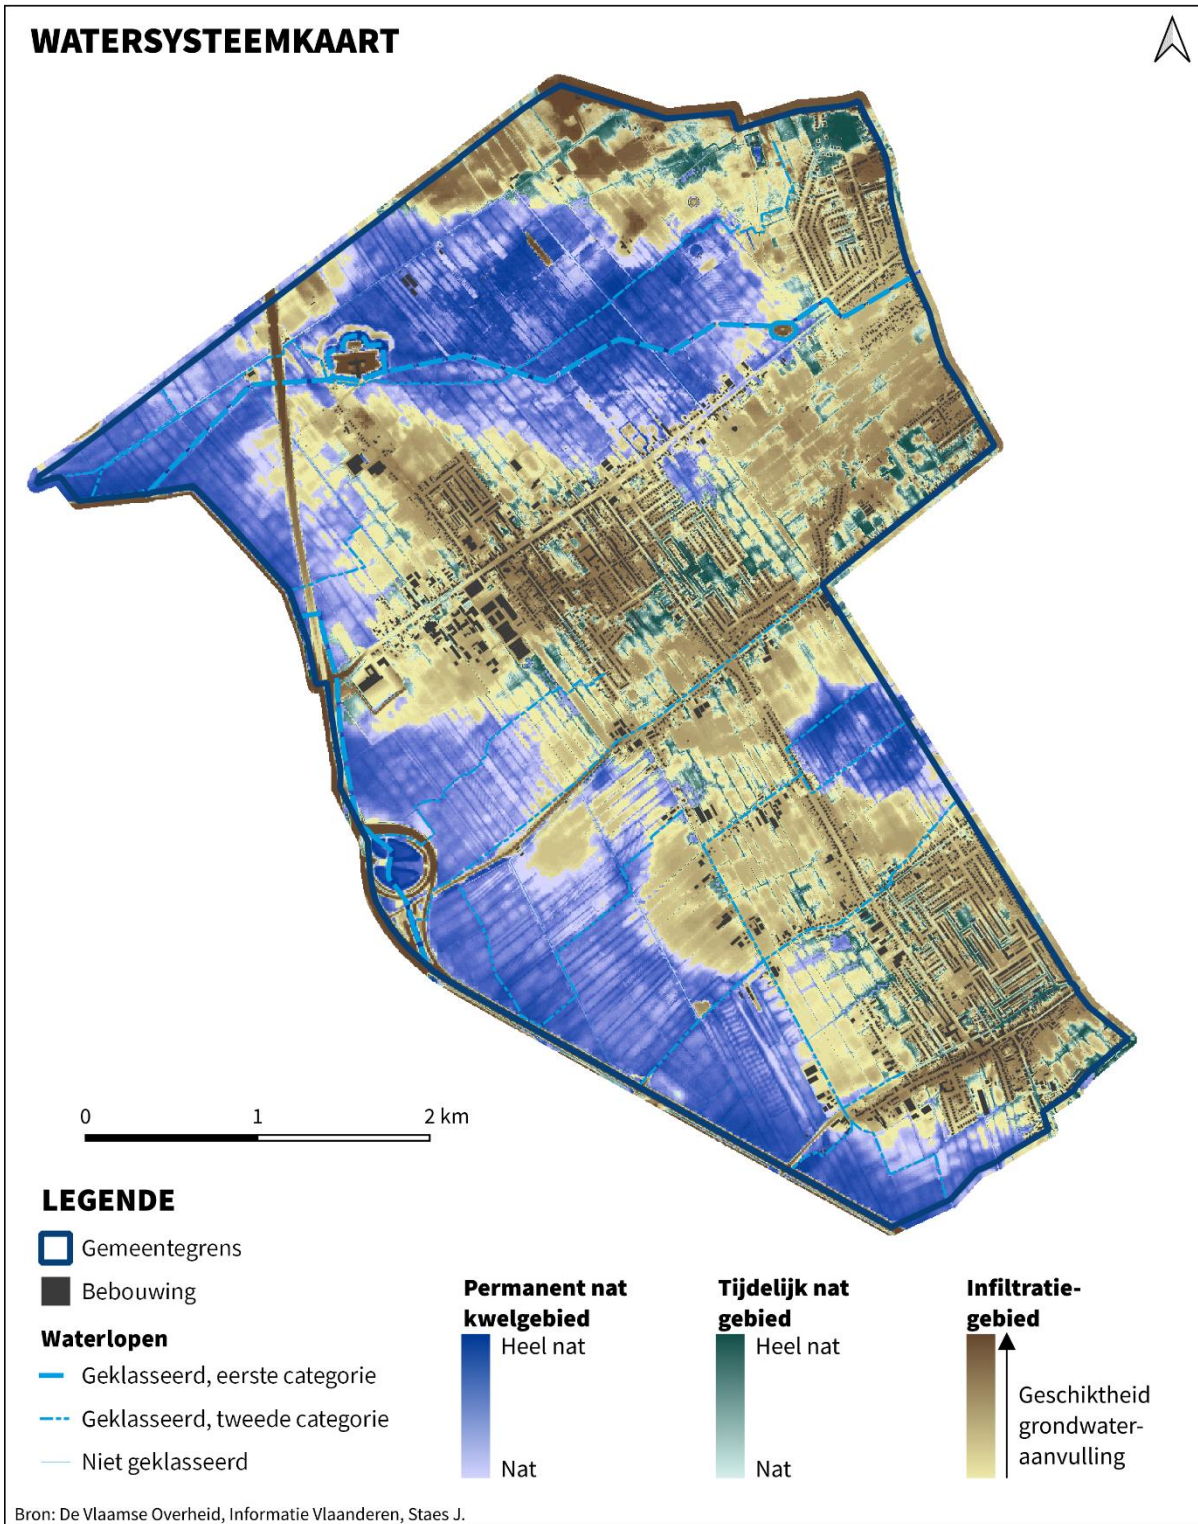 WATERSYSTEEMKAART
0 1 2 km
LEGENDE
Gemeentegrens
Bebouwing
Waterlopen
Geklasseerd, eerste categorie
Geklasseerd, tweede categorie
Niet geklasseerd
Permanent nat
kwelgebied
Heel nat
Nat
Tijdelijk nat
gebied
Heel nat
Nat
Infiltratie-
gebied
Geschiktheid
grondwater-
aanvulling
Bron: De Vlaamse Overheid, Informatie Vlaanderen, Staes J.